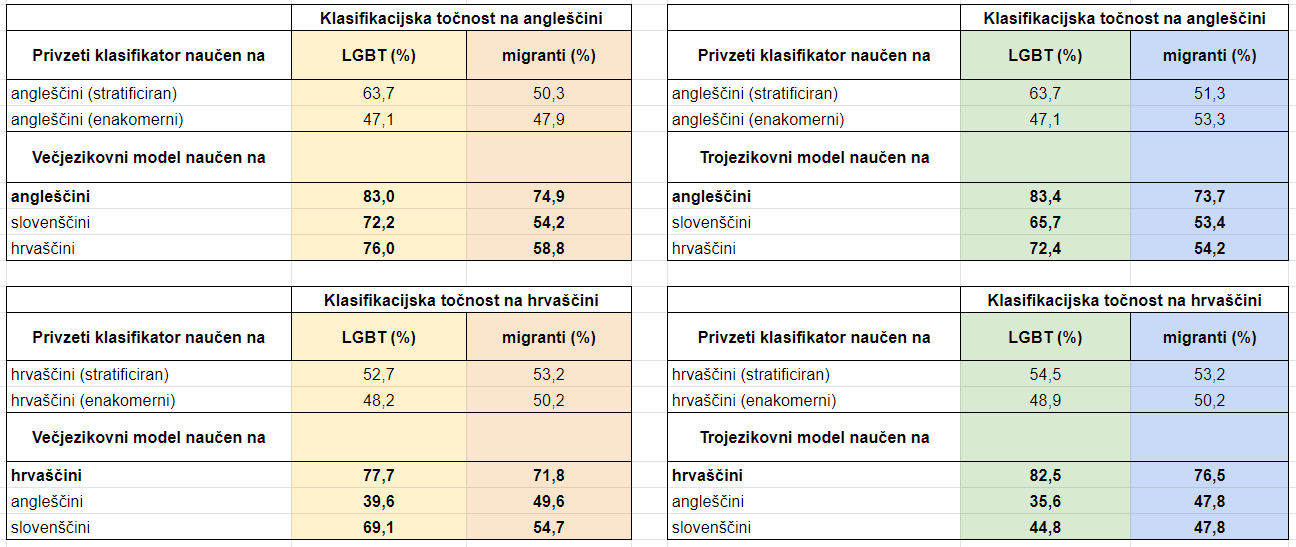 Klasifikacijska točnost na angleščini
Privzeti klasifikator naučen na LGBT (%) migranti (%)
angleščini (stratificiran) 63,7 50,3
angleščini (enakomerni) 47,1 47,9
Večjezikovni model naučen na
angleščini 83,0 74,9
slovenščini 72,2 54,2
hrvaščini 76,0 58,8
Klasifikacijska točnost na angleščini
Privzeti klasifikator naučen na LGBT (%) migranti (%)
angleščini (stratificiran) 63,7 51,3
angleščini (enakomerni) 47,1 53,3
Trojezikovni model naučen na
angleščini 83,4 73,7
slovenščini 65,7 53,4
hrvaščini 72,4 54,2
Klasifikacijska točnost na hrvaščini
Privzeti klasifikator naučen na LGBT (%) migranti (%)
hrvaščini (stratificiran) 52,7 53,2
hrvaščini (enakomerni) 48,2 50,2
Večjezikovni model naučen na
hrvaščini 77,7 71,8
angleščini 39,6 49,6
slovenščini 69,1 54,7
Klasifikacijska točnost na hrvaščini
Privzeti klasifikator naučen na LGBT (%) migranti (%)
hrvaščini (stratificiran) 54,5 53,2
hrvaščini (enakomerni) 48,9 50,2
Trojezikovni model naučen na
hrvaščini 82,5 76,5
angleščini 35,6 47,8
slovenščini 44,8 47,8